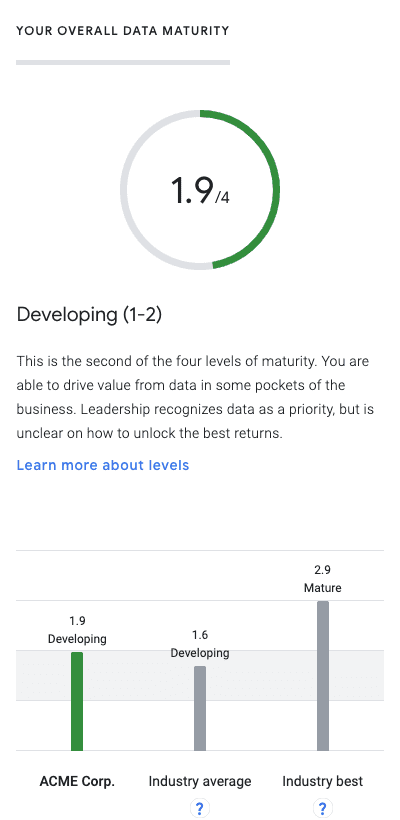 YOUR OVERALL DATA MATURITY
1.9/4
Developing (1-2)
This is the second of the four levels of maturity. You are
able to drive value from data in some pockets of the
business. Leadership recognizes data as a priority, but is
unclear on how to unlock the best returns.
Learn more about levels
2.9
Mature
1.9
Developing
1.6
Developing
ACME Corp.
Industry average
Industry best
?
?